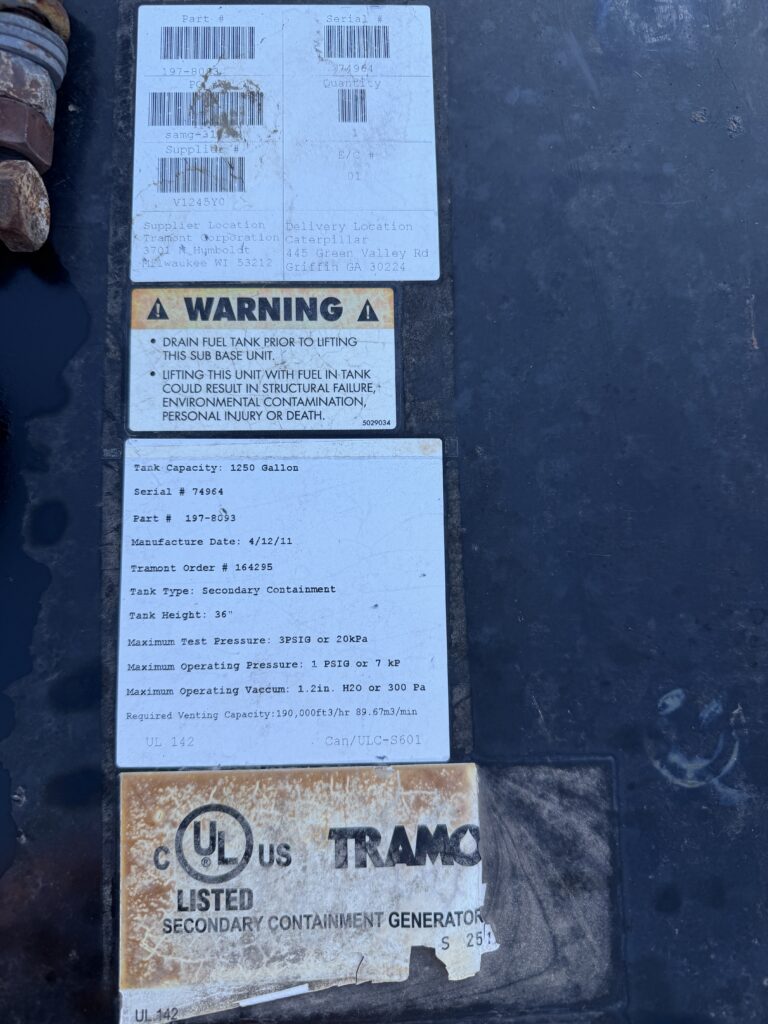 Part #
Serial #
197-8093
74964
Quantity
samg-31
1
Supplier #
E/C #
01
V1245Y0
Supplier Location
Tramont Corporation
3701 N Humboldt
Milwaukee WI 53212
Delivery Location
Caterpillar
445 Green Valley Rd
Griffin GA 30224
WARNING
• DRAIN FUEL TANK PRIOR TO LIFTING
THIS SUB BASE UNIT.
• LIFTING THIS UNIT WITH FUEL IN TANK
COULD RESULT IN STRUCTURAL FAILURE,
ENVIRONMENTAL CONTAMINATION,
PERSONAL INJURY OR DEATH.
5029034
Tank Capacity: 1250 Gallon
Serial # 74964
Part # 197-8093
Manufacture Date: 4/12/11
Tramont Order # 164295
Tank Type: Secondary Containment
Tank Height: 36"
Maximum Test Pressure: 3PSIG or 20kPa
Maximum Operating Pressure: 1 PSIG or 7 kP
Maximum Operating Vaccum: 1.2in. H2O or 300 Pa
Required Venting Capacity:190,000ft3/hr 89.67m3/min
UL 142 Can/ULC-S601
C UL® US TRAMO
LISTED
SECONDARY CONTAINMENT GENERATOR
S 251
UL 142